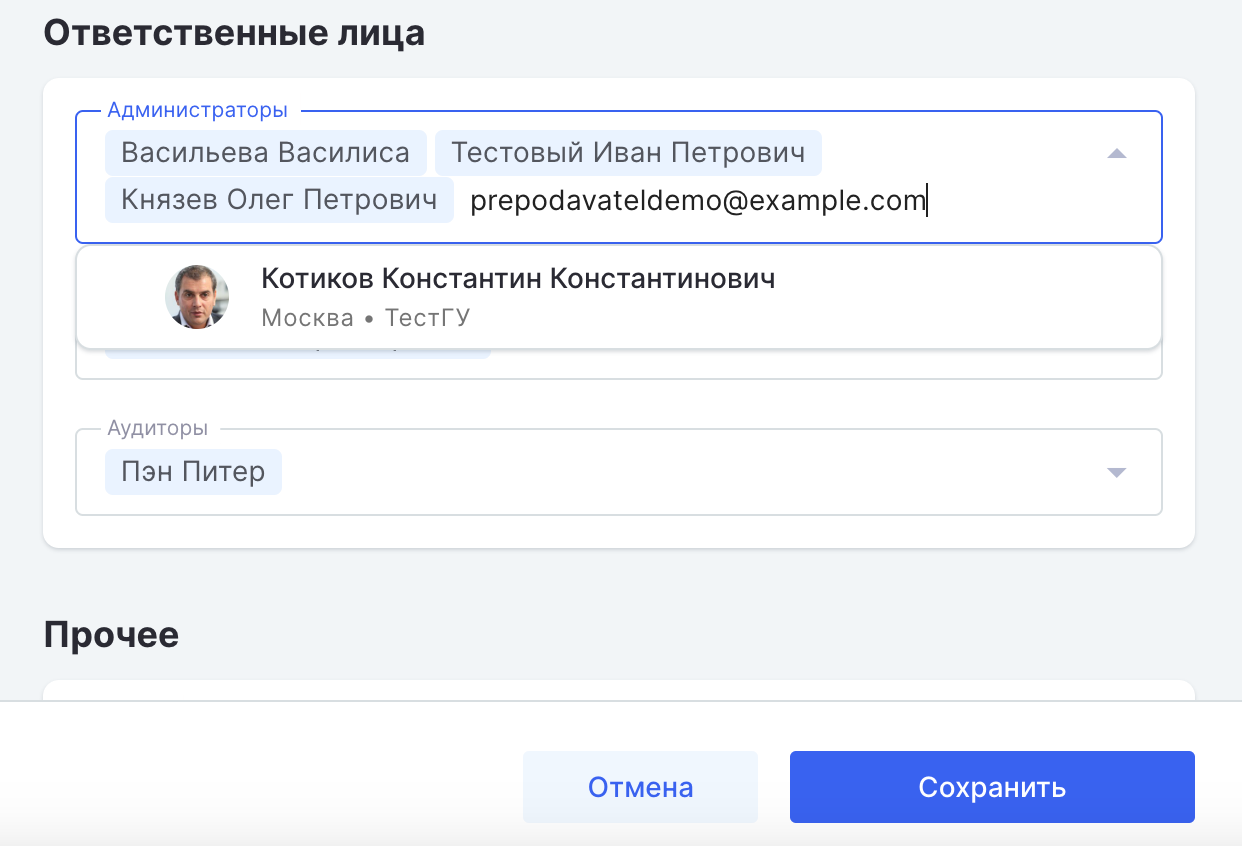 Ответственные лица
Администраторы
Васильева Василиса Тестовый Иван Петрович
Князев Олег Петрович prepodavateldemo@example.com
Котиков Константин Константинович
Москва • ТестГУ
Аудиторы
Пэн Питер
Прочее
Отмена Сохранить